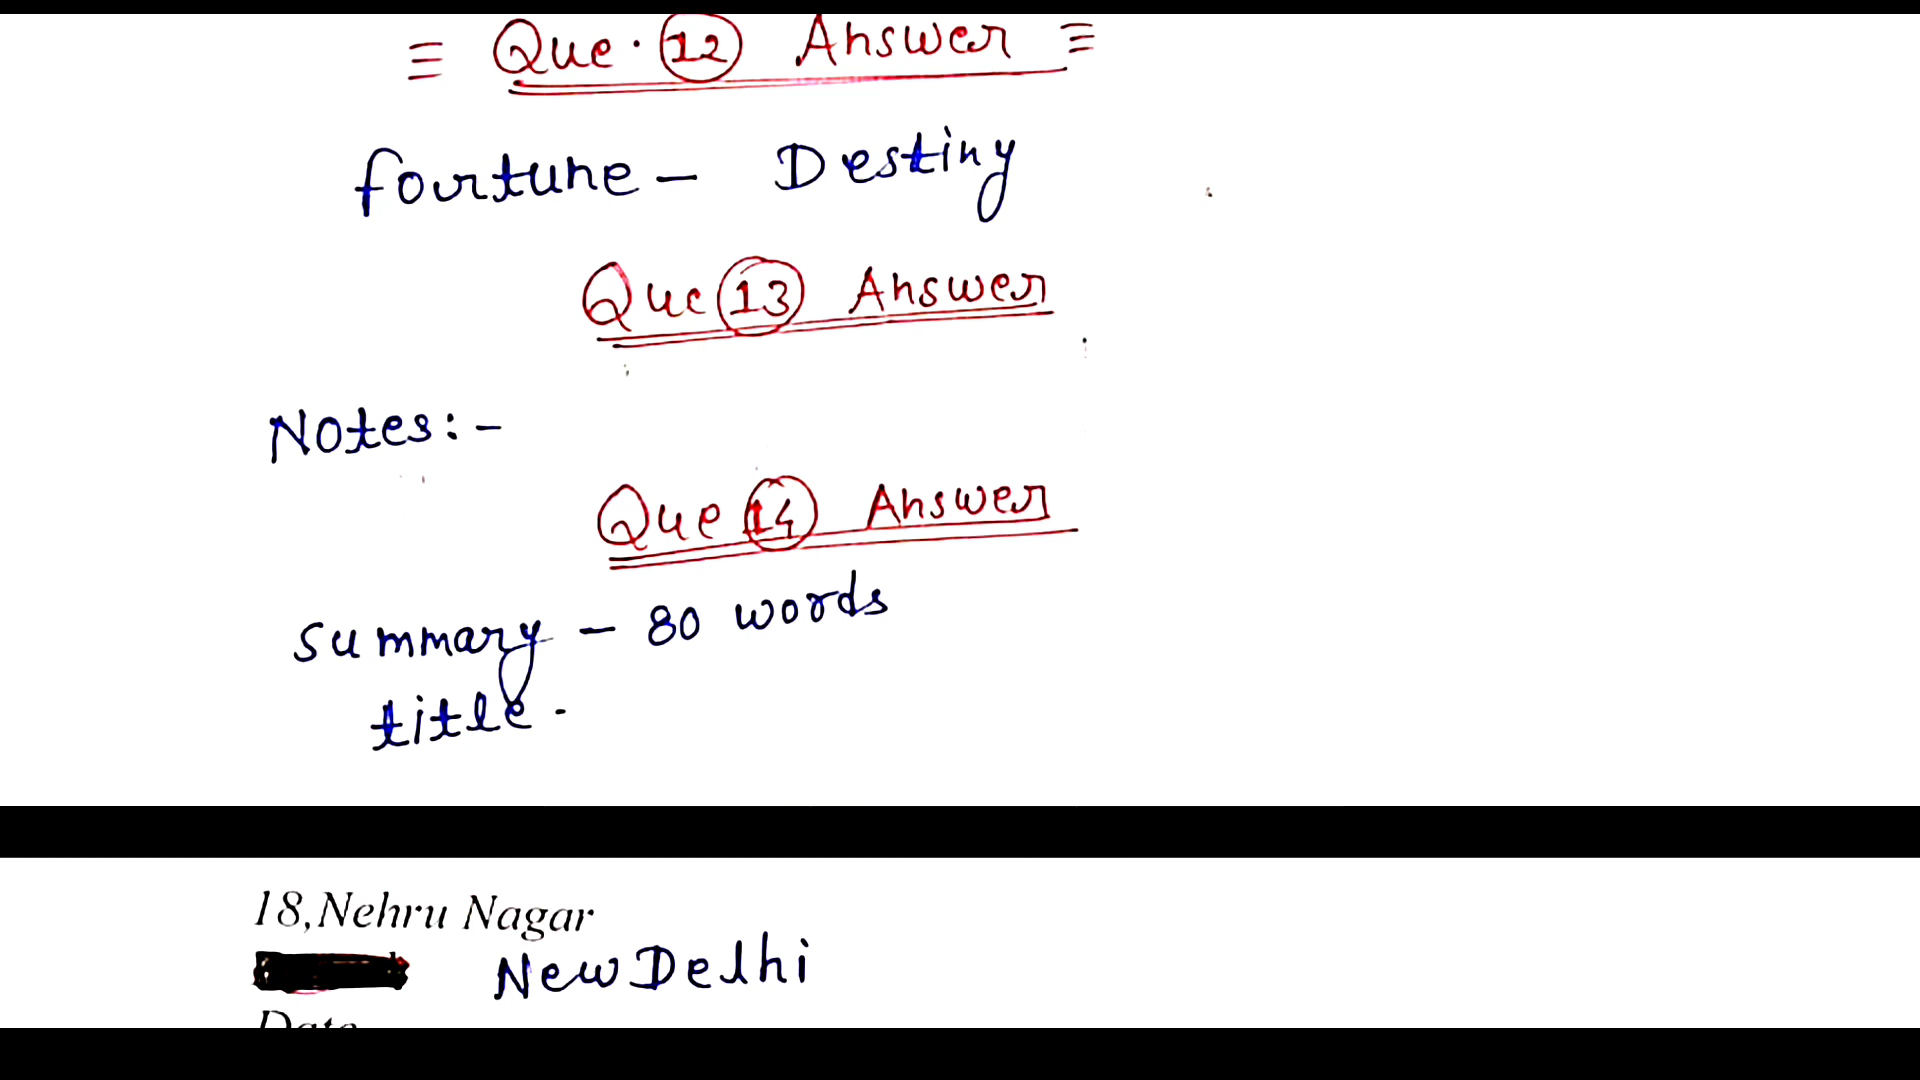 ≡ Que. 12 Answer ≡
fortune - Destiny
Que 13 Answer
Notes:-
Que 14 Answer
summary - 80 words
title -
18, Nehru Nagar
New Delhi
Date